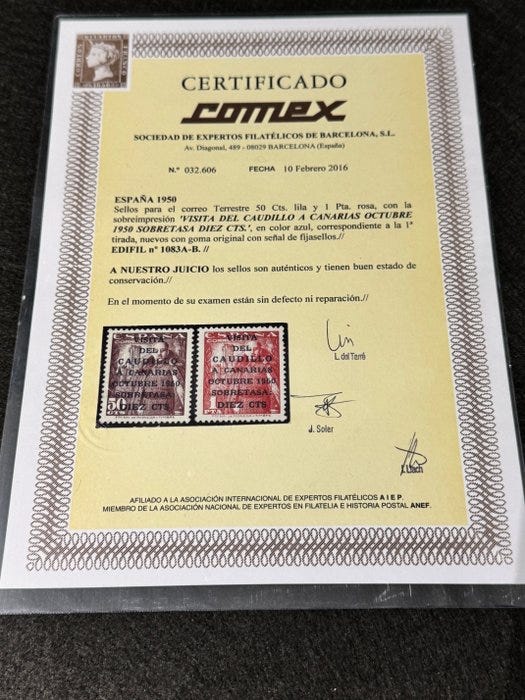 CORREOS
FRANCO
CERTIFICADO
comex
SOCIEDAD DE EXPERTOS FILATÉLICOS DE BARCELONA, S.L.
Av. Diagonal, 489 - 08029 BARCELONA (España)
N.º 032.606 FECHA 10 Febrero 2016
ESPAÑA 1950
Sellos para el correo Terrestre 50 Cts. lila y 1 Pta. rosa, con la
sobreimpresión 'VISITA DEL CAUDILLO A CANARIAS OCTUBRE
1950 SOBRETASA DIEZ CTS.', en color azul, correspondiente a la 1ª
tirada, nuevos con goma original con señal de fijasellos.//
EDIFIL nº 1083A-B. //
A NUESTRO JUICIO los sellos son auténticos y tienen buen estado de
conservación.//
En el momento de su examen están sin defecto ni reparación.//
VISITA
DEL
CAUDILLO
A CANARIAS
OCTUBRE 1950
SOBRETASA
DIEZ CTS
50
VISITA
DEL
CAUDILLO
A CANARIAS
OCTUBRE 1950
SOBRETASA
DIEZ CTS
1
PTA
L. del Tarré
J. Soler
E. Llach
AFILIADO A LA ASOCIACIÓN INTERNACIONAL DE EXPERTOS FILATÉLICOS A I E P.
MIEMBRO DE LA ASOCIACIÓN NACIONAL DE EXPERTOS EN FILATELIA E HISTORIA POSTAL ANEF.